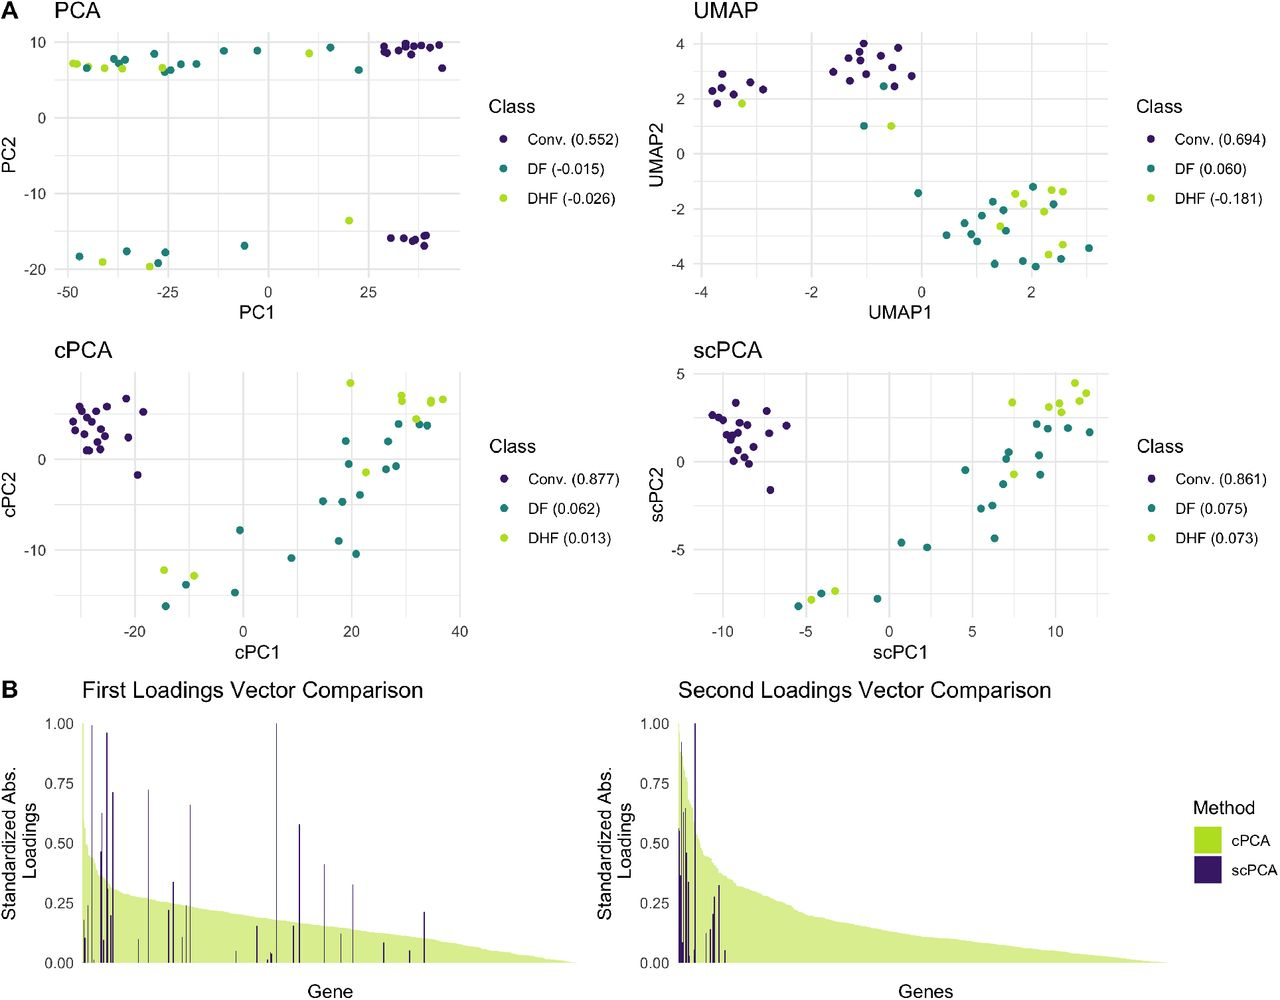 A
PCA
10
0
-10
-20
PC2
-50 -25 0 25
PC1
Class
Conv. (0.552)
DF (-0.015)
DHF (-0.026)
UMAP
4
2
0
-2
-4
UMAP2
-4 -2 0 2
UMAP1
Class
Conv. (0.694)
DF (0.060)
DHF (-0.181)
cPCA
0
-10
cPC2
-20 0 20 40
cPC1
Class
Conv. (0.877)
DF (0.062)
DHF (0.013)
scPCA
5
0
-5
scPC2
-10 -5 0 5 10
scPC1
Class
Conv. (0.861)
DF (0.075)
DHF (0.073)
B
First Loadings Vector Comparison
1.00
0.75
0.50
0.25
0.00
Standardized Abs.
Loadings
Gene
Second Loadings Vector Comparison
1.00
0.75
0.50
0.25
0.00
Standardized Abs.
Loadings
Genes
Method
cPCA
scPCA